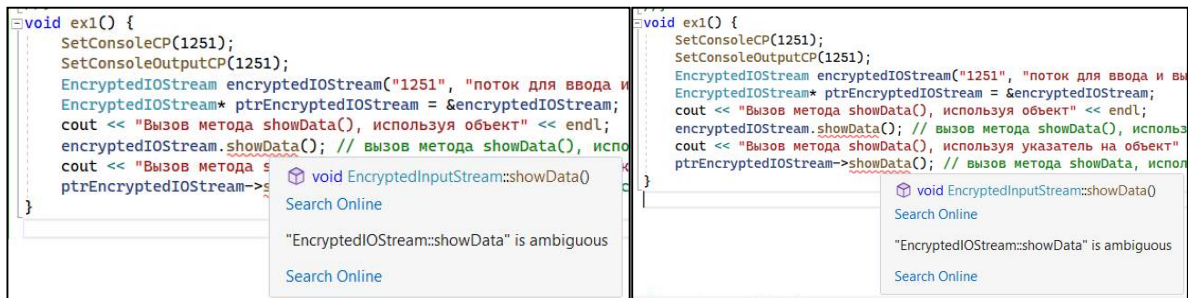 void ex1() {
SetConsoleCP(1251);
SetConsoleOutputCP(1251);
EncryptedIOStream encryptedIOStream("1251", "поток для ввода и
EncryptedIOStream* ptrEncryptedIOStream = &encryptedIOStream;
cout << "Вызов метода showData(), используя объект" << endl;
encryptedIOStream.showData(); // вызов метода showData(), испо
cout << "Вызов метода s
ptrEncryptedIOStream->s
}
void EncryptedInputStream::showData()
Search Online
"EncryptedIOStream::showData" is ambiguous
Search Online
void ex1() {
SetConsoleCP(1251);
SetConsoleOutputCP(1251);
EncryptedIOStream encryptedIOStream("1251", "поток для ввода и вы
EncryptedIOStream* ptrEncryptedIOStream = &encryptedIOStream;
cout << "Вызов метода showData(), используя объект" << endl;
encryptedIOStream.showData(); // вызов метода showData(), использ
cout << "Вызов метода showData(), используя указатель на объект"
ptrEncryptedIOStream->showData(); // вызов метода showData, испол
}
void EncryptedInputStream::showData()
Search Online
"EncryptedIOStream::showData" is ambiguous
Search Online